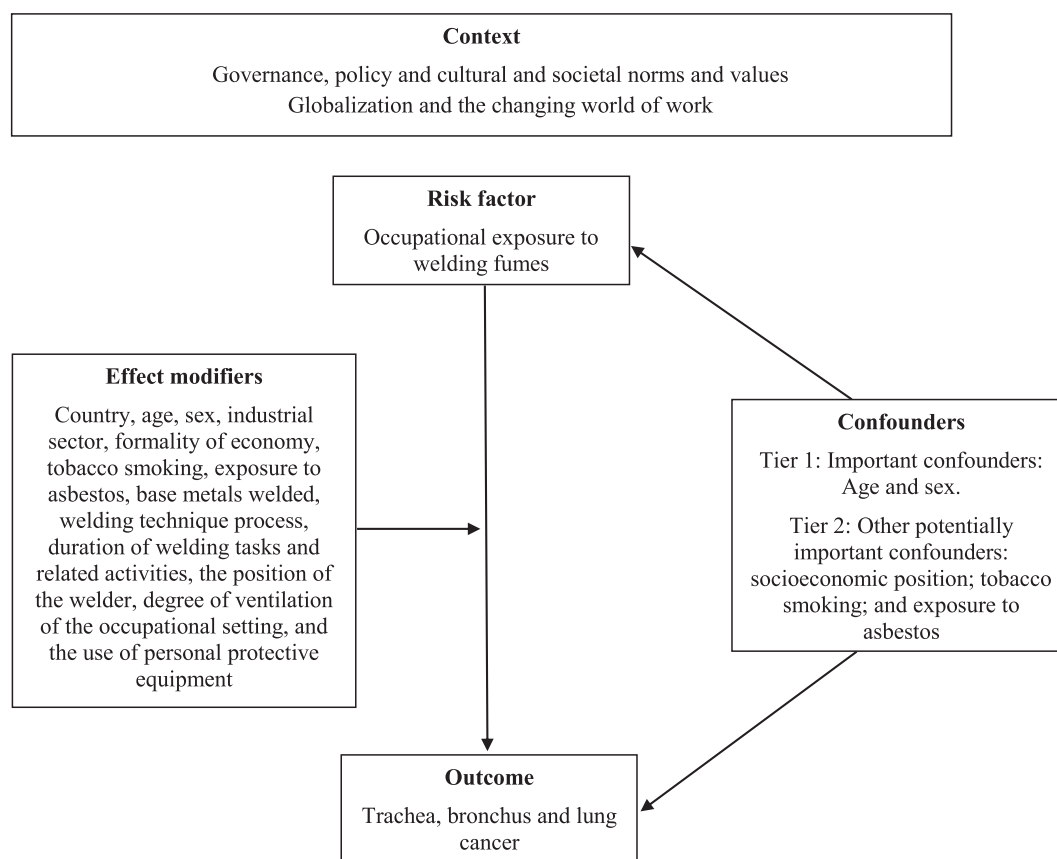 Context
Governance, policy and cultural and societal norms and values
Globalization and the changing world of work
Risk factor
Occupational exposure to
welding fumes
Effect modifiers
Country, age, sex, industrial
sector, formality of economy,
tobacco smoking, exposure to
asbestos, base metals welded,
welding technique process,
duration of welding tasks and
related activities, the position of
the welder, degree of ventilation
of the occupational setting, and
the use of personal protective
equipment
Confounders
Tier 1: Important confounders:
Age and sex.
Tier 2: Other potentially
important confounders:
socioeconomic position; tobacco
smoking; and exposure to
asbestos
Outcome
Trachea, bronchus and lung
cancer